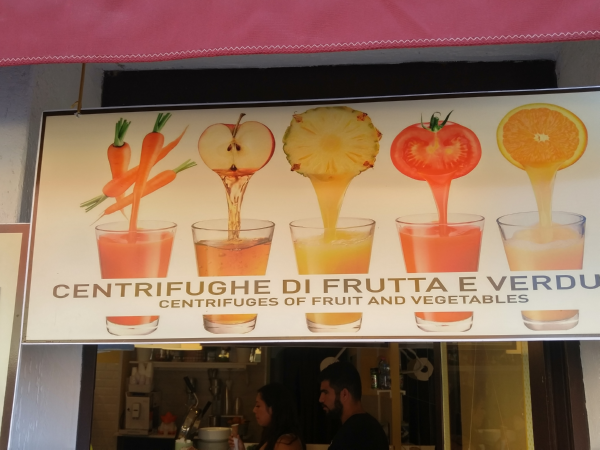 CENTRIFUGHE DI FRUTTA E VERDU
CENTRIFUGES OF FRUIT AND VEGETABLES